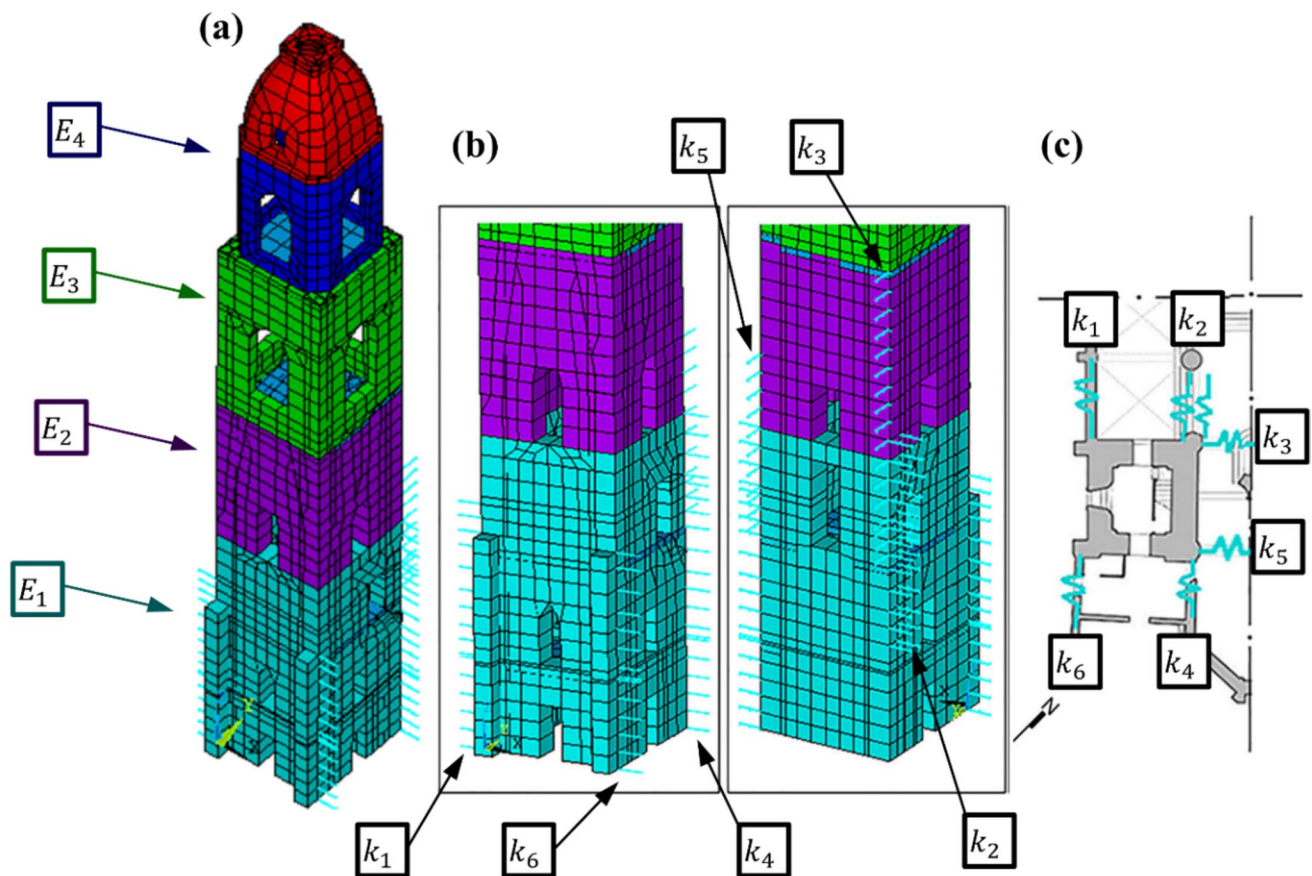 (a)
E₄
E₃
E₂
E₁
(b)
k₅
k₃
k₁
k₆
k₄
k₂
(c)
k₁
k₂
k₃
k₅
k₆
k₄
N
Y
X
X